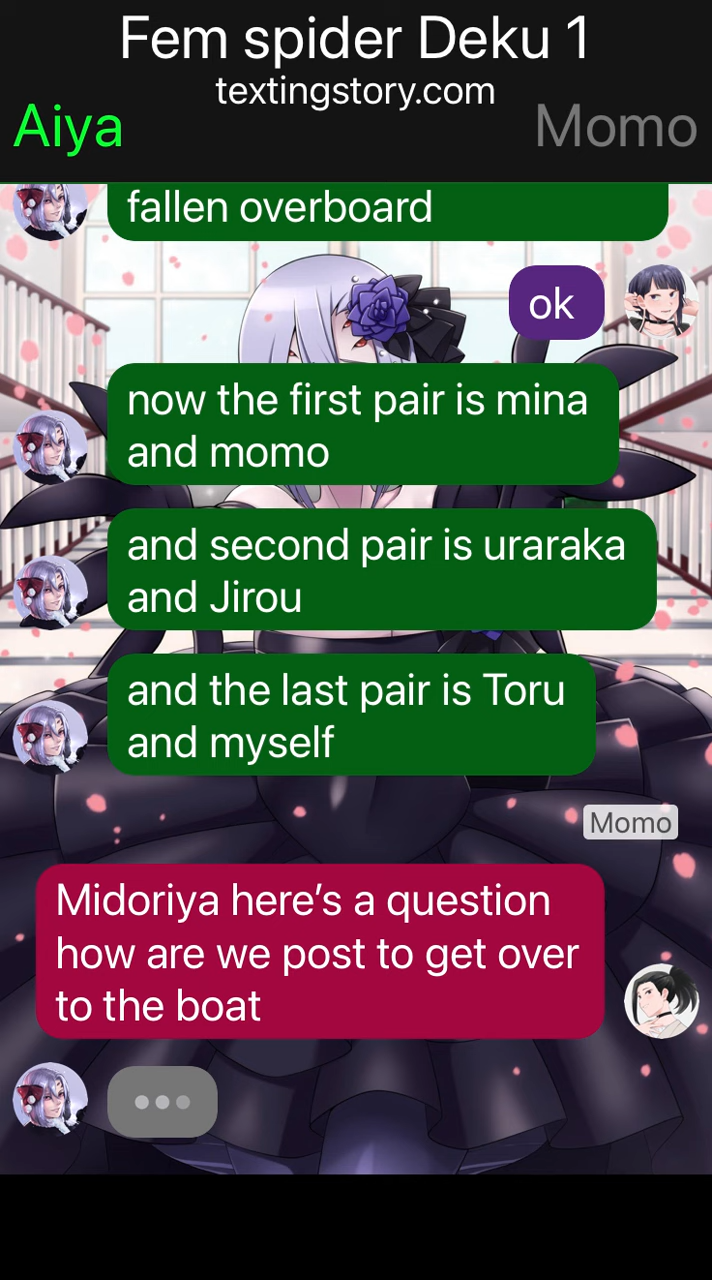 Fem spider Deku 1
textingstory.com
Aiya
Momo
fallen overboard
ok
now the first pair is mina
and momo
and second pair is uraraka
and Jirou
and the last pair is Toru
and myself
Momo
Midoriya here’s a question
how are we post to get over
to the boat